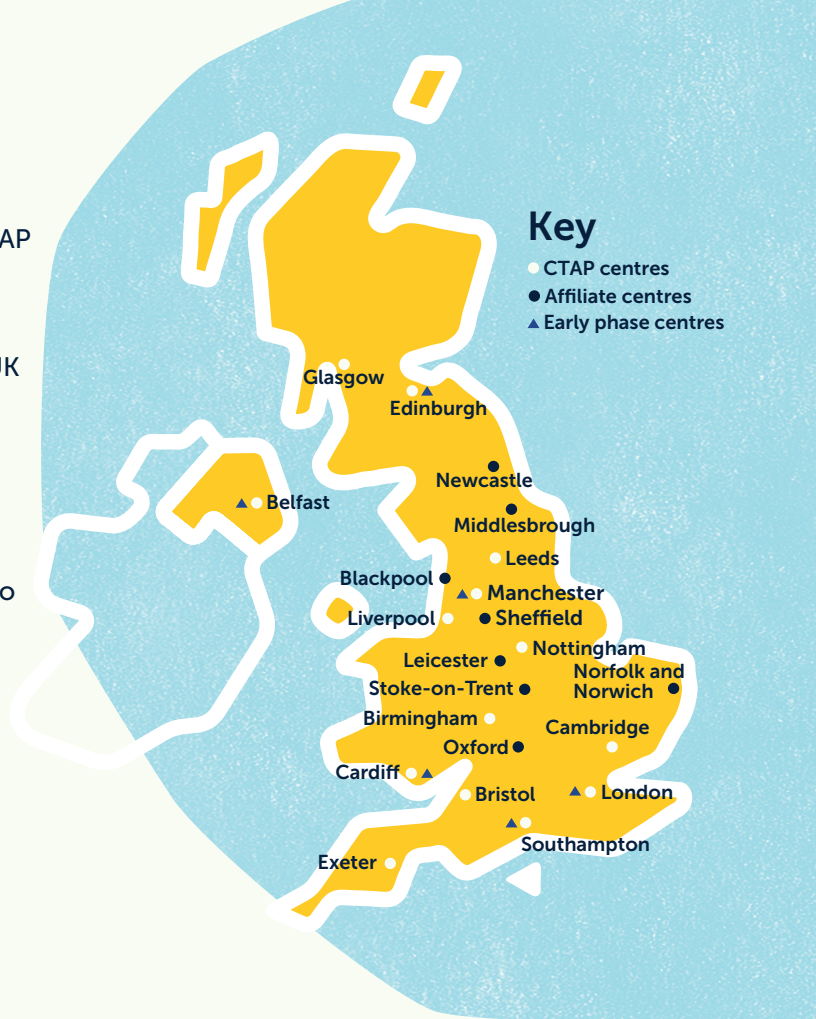 AP
UK
o
Key
CTAP centres
Affiliate centres
Early phase centres
Glasgow
Edinburgh
Newcastle
Belfast
Middlesbrough
Leeds
Blackpool
Manchester
Liverpool
Sheffield
Nottingham
Leicester
Norfolk and
Norwich
Stoke-on-Trent
Birmingham
Cambridge
Oxford
Cardiff
Bristol
London
Southampton
Exeter